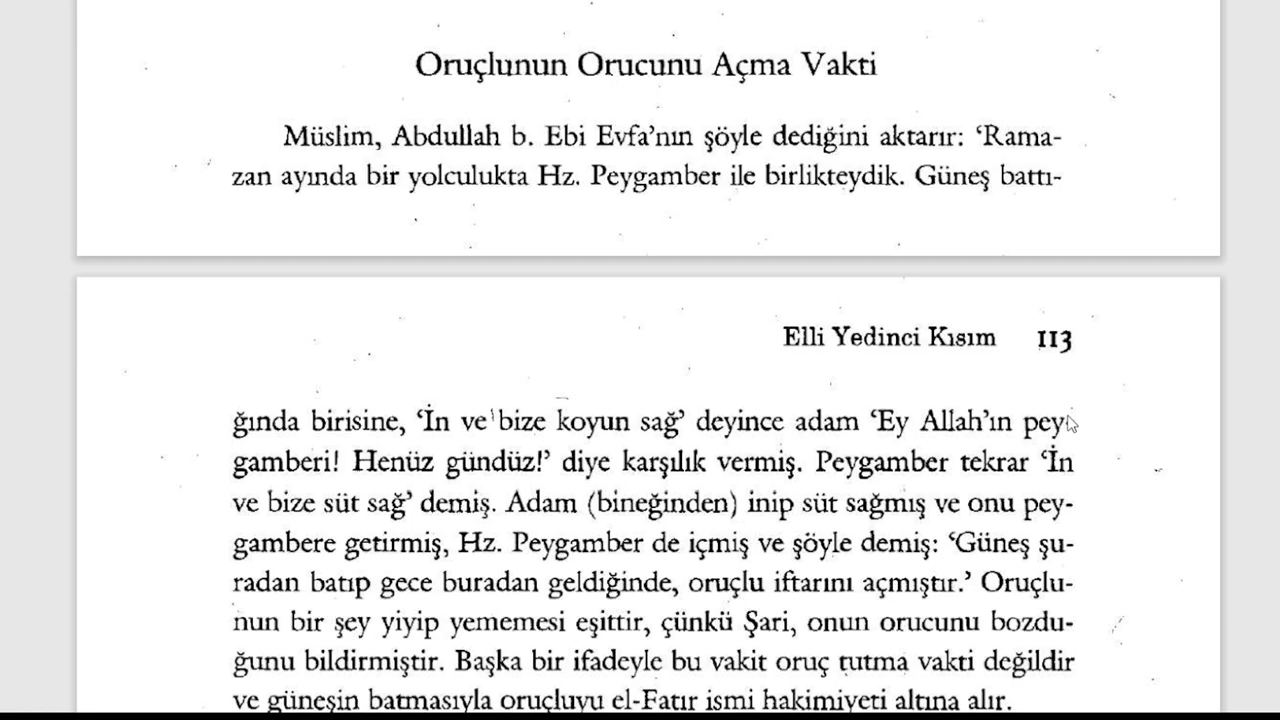 Oruçlunun Orucunu Açma Vakti
Müslim, Abdullah b. Ebi Evfa’nın şöyle dediğini aktarır: ‘Rama-
zan ayında bir yolculukta Hz. Peygamber ile birlikteydik. Güneş battı-
Elli Yedinci Kısım 113
ğında birisine, ‘İn ve bize koyun sağ’ deyince adam ‘Ey Allah’ın pey-
gamberi! Henüz gündüz!’ diye karşılık vermiş. Peygamber tekrar ‘İn
ve bize süt sağ’ demiş. Adam (bineğinden) inip süt sağmış ve onu pey-
gambere getirmiş, Hz. Peygamber de içmiş ve şöyle demiş: ‘Güneş şu-
radan batıp gece buradan geldiğinde, oruçlu iftarını açmıştır.’ Oruçlu-
nun bir şey yiyip yememesi eşittir, çünkü Şari, onun orucunu bozdu-
ğunu bildirmiştir. Başka bir ifadeyle bu vakit oruç tutma vakti değildir
ve güneşin batmasıyla oruçluyu el-Fatır ismi hakimiyeti altına alır.